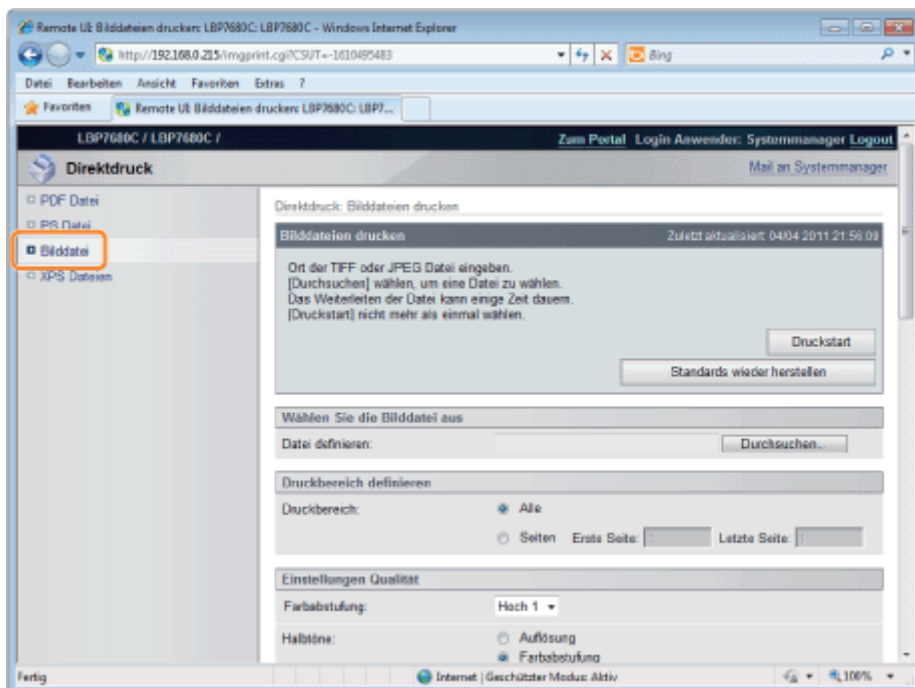 Remote UI: Bilddateien drucken: LBP7680C: LBP7680C - Windows Internet Explorer
http://192.168.0.215/imgprint.cgi?CSUT=-1610495483
Bing
Datei Bearbeiten Ansicht Favoriten Extras ?
Favoriten Remote UI: Bilddateien drucken: LBP7680C: LBP7...
LBP7680C / LBP7680C / Zum Portal Login Anwender: Systemmanager Logout
Direktdruck Mail an Systemmanager
PDF Datei
PS Datei
Bilddatei
XPS Dateien
Direktdruck: Bilddateien drucken
Bilddateien drucken Zuletzt aktualisiert: 04/04 2011 21:56:09
Ort der TIFF oder JPEG Datei eingeben.
[Durchsuchen] wählen, um eine Datei zu wählen.
Das Weiterleiten der Datei kann einige Zeit dauern.
[Druckstart] nicht mehr als einmal wählen.
Druckstart
Standards wieder herstellen
Wählen Sie die Bilddatei aus
Datei definieren: Durchsuchen...
Druckbereich definieren
Druckbereich: Alle
Seiten Erste Seite: Letzte Seite:
Einstellungen Qualität
Farbabstufung: Hoch 1
Halbtöne: Auflösung
Farbabstufung
Fertig Internet | Geschützter Modus: Aktiv 100%